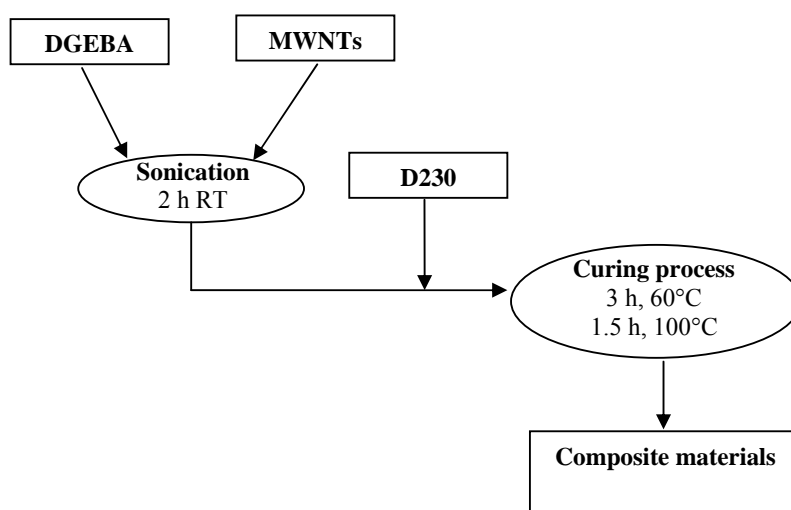 DGEBA
MWNTs
Sonication
2 h RT
D230
Curing process
3 h, 60°C
1.5 h, 100°C
Composite materials